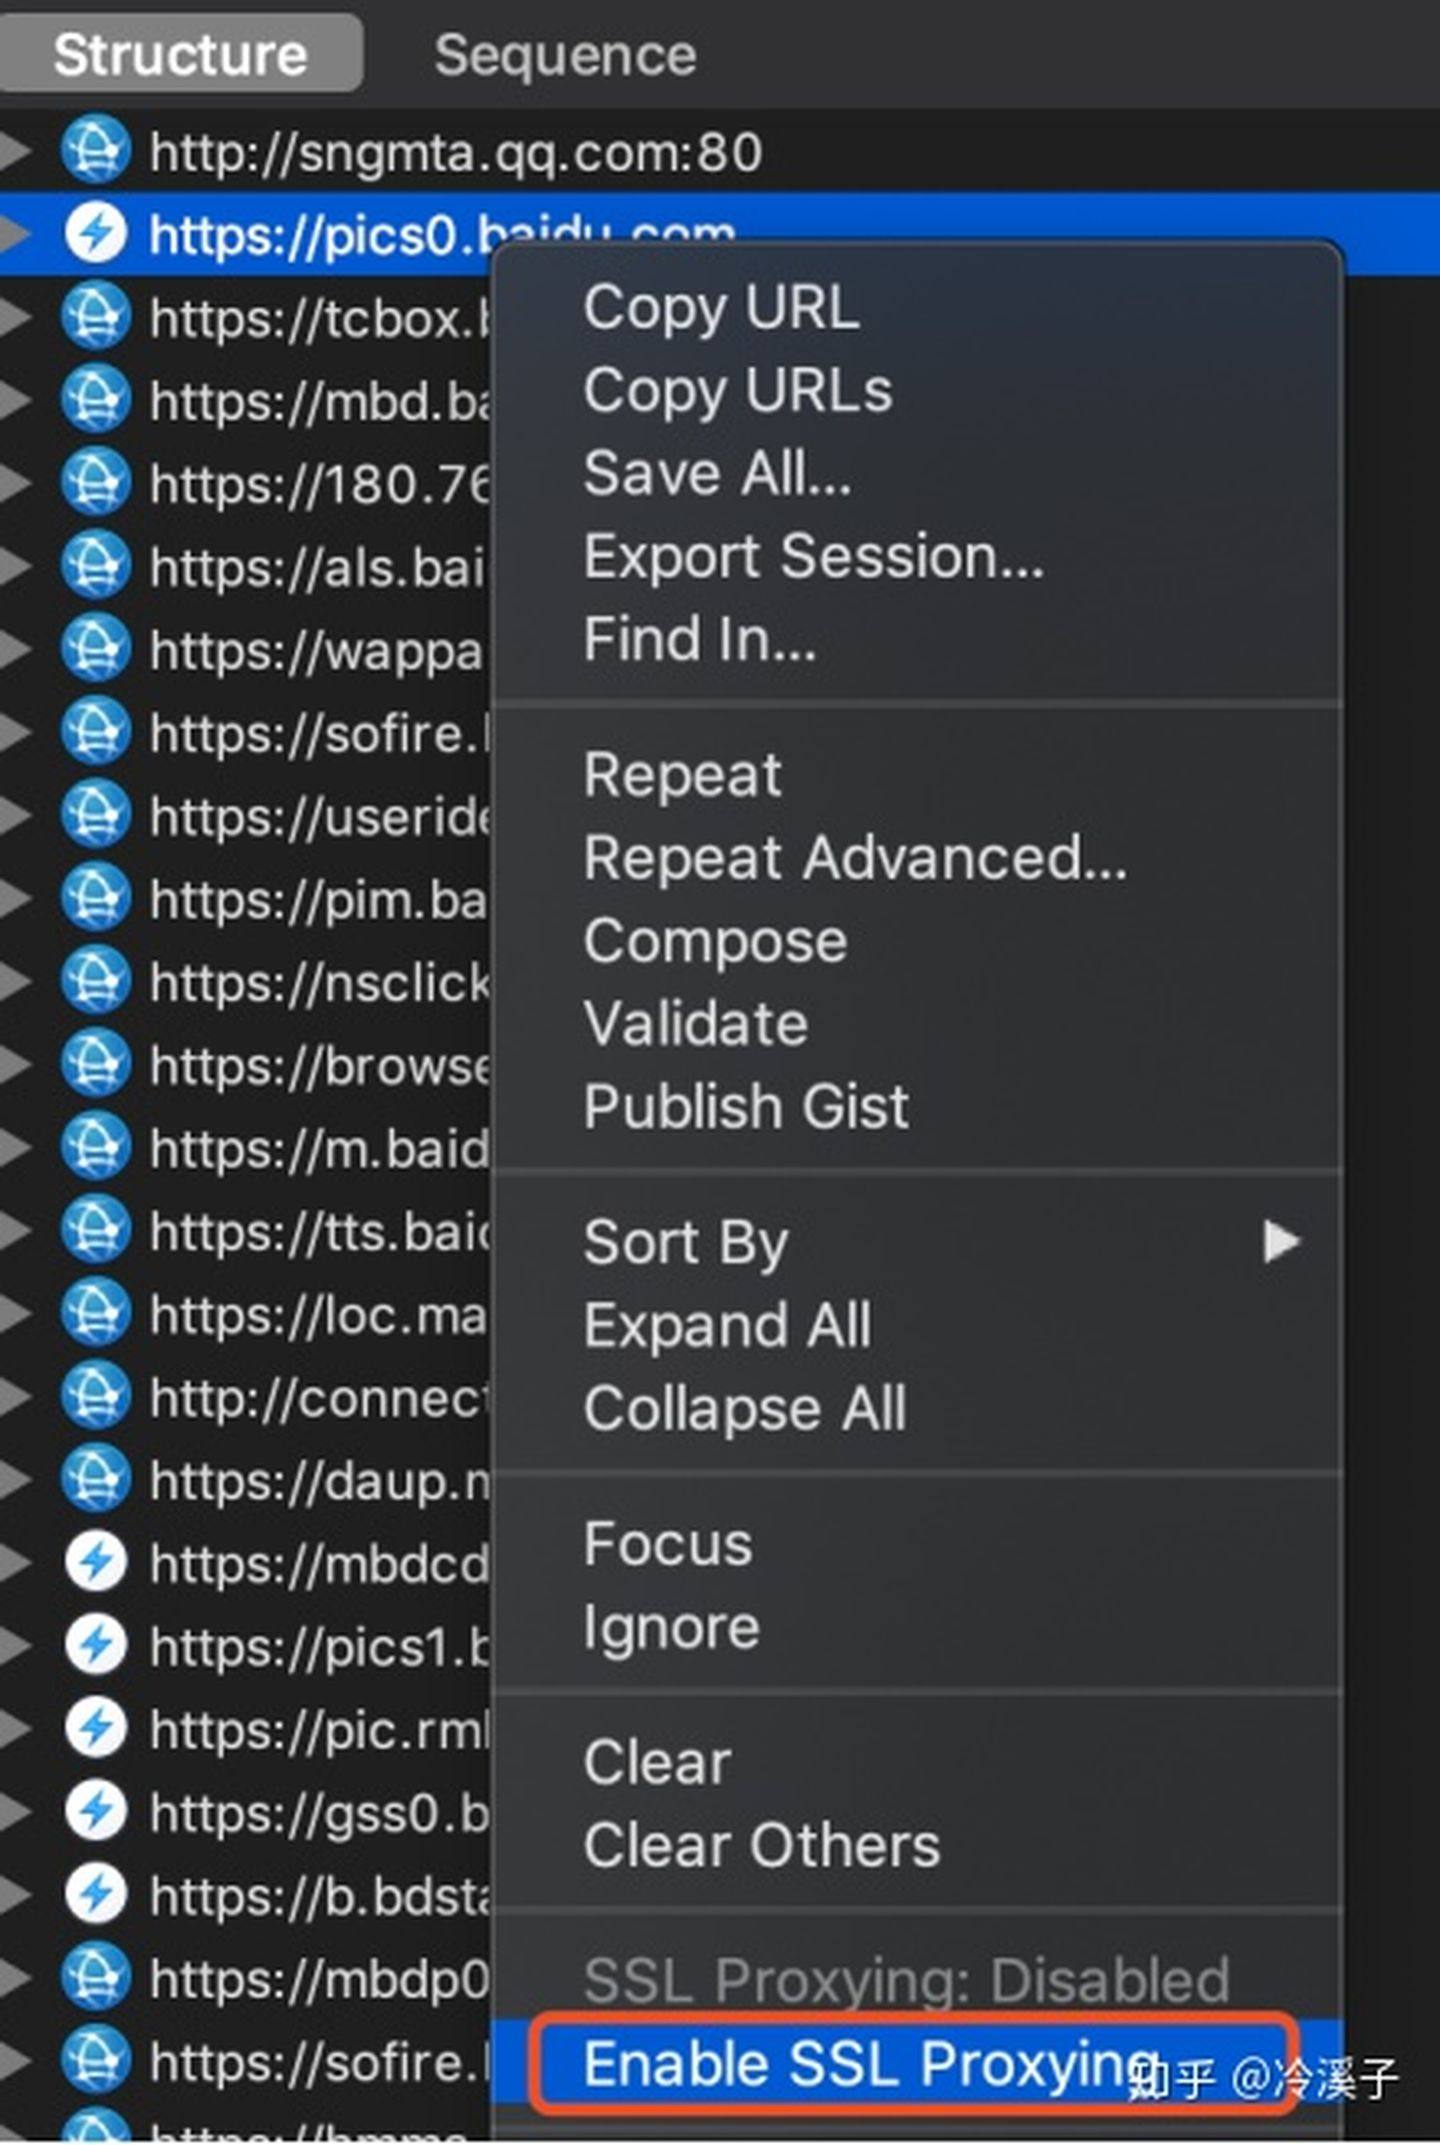 Structure Sequence
http://sngmta.qq.com:80
https://pics0.baidu.com
https://tcbox.
https://mbd.ba
https://180.76
https://als.bai
https://wappa
https://sofire.
https://useride
https://pim.ba
https://nsclick
https://browse
https://m.baid
https://tts.baid
https://loc.ma
http://connect
https://daup.
https://mbdcd
https://pics1.b
https://pic.rml
https://gss0.b
https://b.bdsta
https://mbdp0
https://sofire.
Copy URL
Copy URLs
Save All...
Export Session...
Find In...
Repeat
Repeat Advanced...
Compose
Validate
Publish Gist
Sort By
Expand All
Collapse All
Focus
Ignore
Clear
Clear Others
SSL Proxying: Disabled
Enable SSL Proxying
知乎 @冷溪子